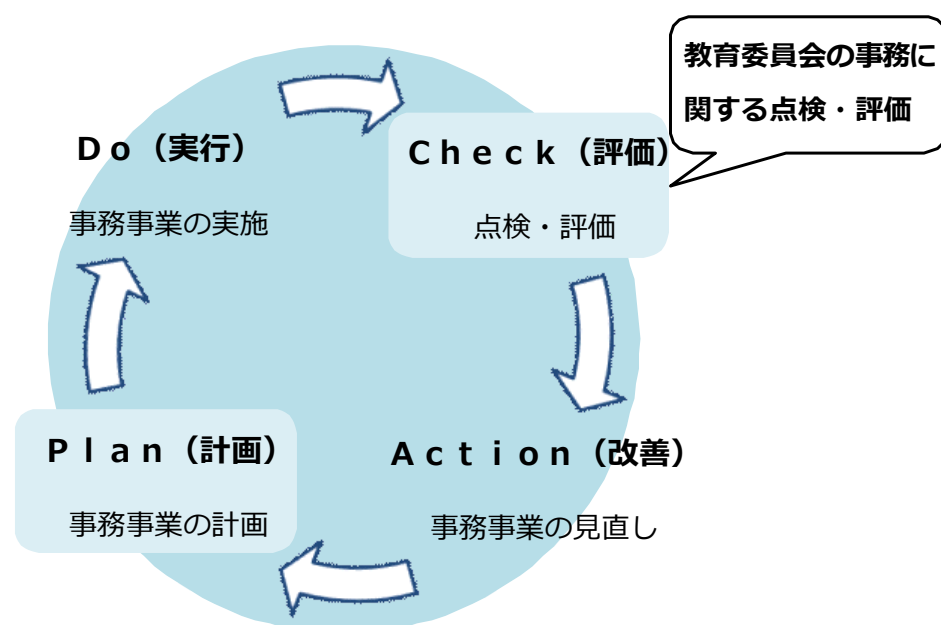 教育委員会の事務に
関する点検・評価
Ｄｏ（実行）
事務事業の実施
Ｃｈｅｃｋ（評価）
点検・評価
Ｐｌａｎ（計画）
事務事業の計画
Ａｃｔｉｏｎ（改善）
事務事業の見直し